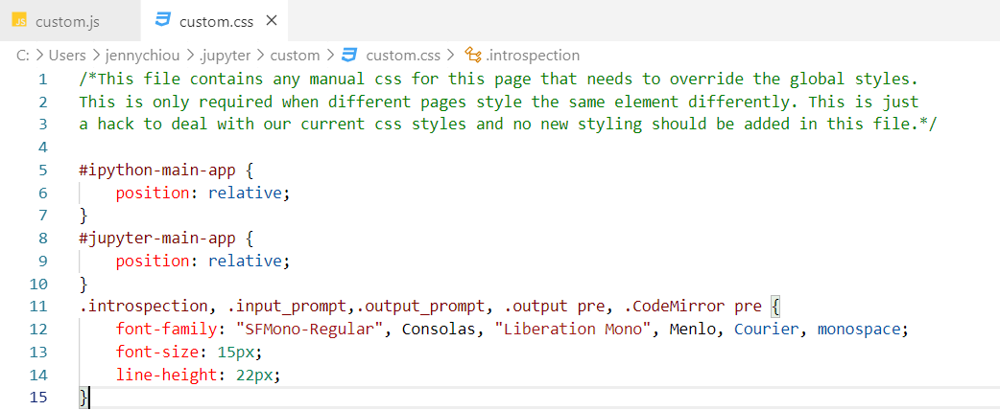 JS custom.js custom.css ×
C: > Users > jennychiou > .jupyter > custom > custom.css > .introspection
1 /*This file contains any manual css for this page that needs to override the global styles.
2 This is only required when different pages style the same element differently. This is just
3 a hack to deal with our current css styles and no new styling should be added in this file.*/
4
5 #ipython-main-app {
6 position: relative;
7 }
8 #jupyter-main-app {
9 position: relative;
10 }
11 .introspection, .input_prompt,.output_prompt, .output pre, .CodeMirror pre {
12 font-family: "SFMono-Regular", Consolas, "Liberation Mono", Menlo, Courier, monospace;
13 font-size: 15px;
14 line-height: 22px;
15 }